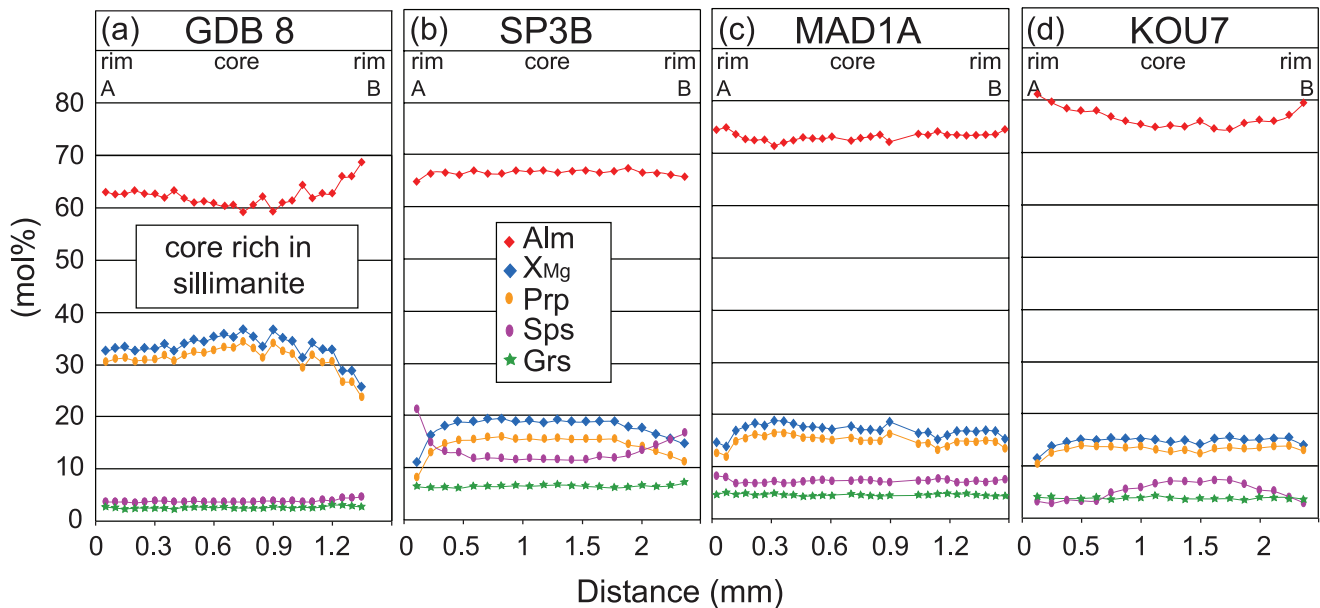 (a) GDB 8
(b) SP3B
(c) MAD1A
(d) KOU7
rim core rim
A B
rim core rim
A B
rim core rim
A B
rim core rim
A B
(mol%)
80
70
60
50
40
30
20
10
0
core rich in
sillimanite
Alm
XMg
Prp
Sps
Grs
0 0.3 0.6 0.9 1.2
0 0.5 1 1.5 2
0 0.3 0.6 0.9
0 0.5 1 1.5 2
Distance (mm)